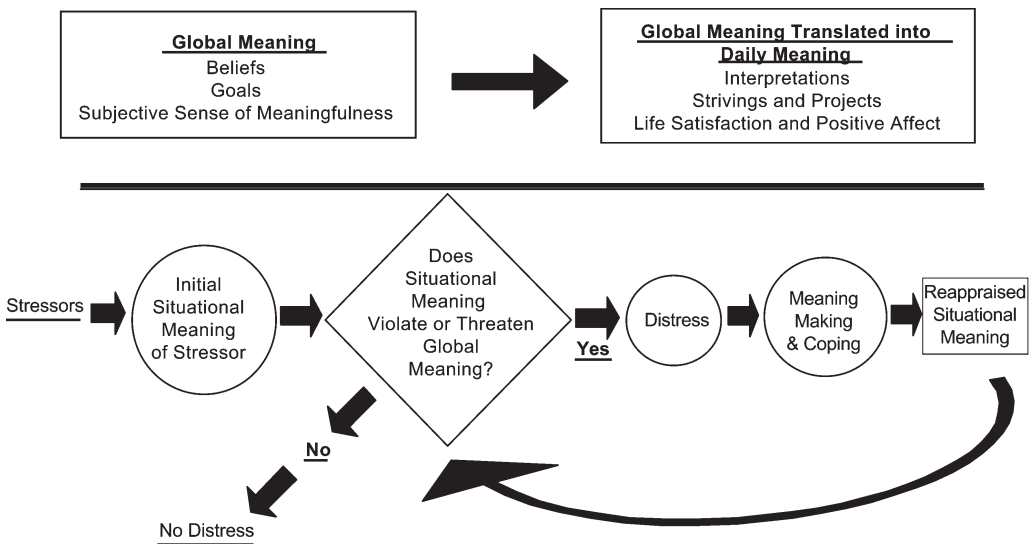 Global Meaning
Beliefs
Goals
Subjective Sense of Meaningfulness
Global Meaning Translated into
Daily Meaning
Interpretations
Strivings and Projects
Life Satisfaction and Positive Affect
Stressors
Initial
Situational
Meaning
of Stressor
Does
Situational
Meaning
Violate or Threaten
Global
Meaning?
Yes
Distress
Meaning
Making
& Coping
Reappraised
Situational
Meaning
No
No Distress